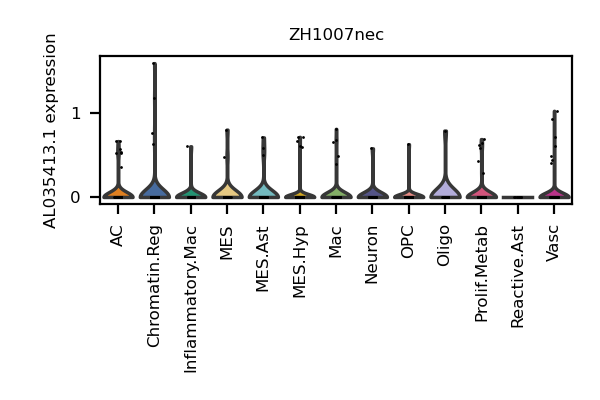 ZH1007nec
AL035413.1 expression
1
0
AC
Chromatin.Reg
Inflammatory.Mac
MES
MES.Ast
MES.Hyp
Mac
Neuron
OPC
Oligo
Prolif.Metab
Reactive.Ast
Vasc